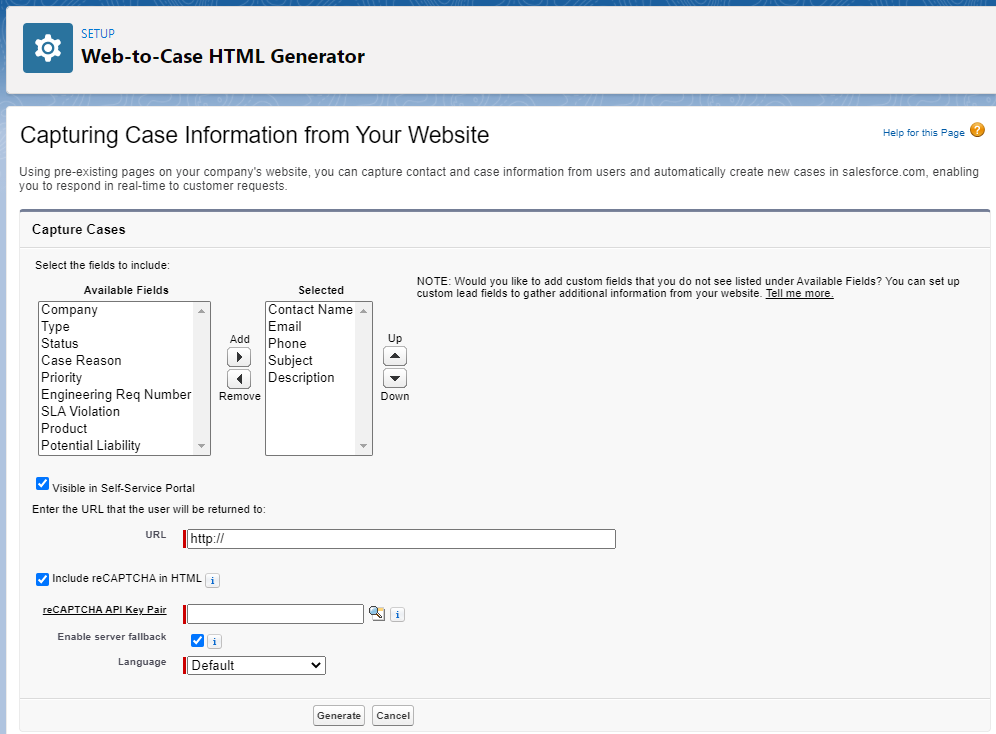 SETUP
Web-to-Case HTML Generator
Capturing Case Information from Your Website
Help for this Page ?
Using pre-existing pages on your company's website, you can capture contact and case information from users and automatically create new cases in salesforce.com, enabling
you to respond in real-time to customer requests.
Capture Cases
Select the fields to include:
Available Fields
Company
Type
Status
Case Reason
Priority
Engineering Req Number
SLA Violation
Product
Potential Liability
Add
Remove
Selected
Contact Name
Email
Phone
Subject
Description
Up
Down
NOTE: Would you like to add custom fields that you do not see listed under Available Fields? You can set up
custom lead fields to gather additional information from your website. Tell me more.
Visible in Self-Service Portal
Enter the URL that the user will be returned to:
URL http://
Include reCAPTCHA in HTML i
reCAPTCHA API Key Pair i
Enable server fallback i
Language Default
Generate Cancel